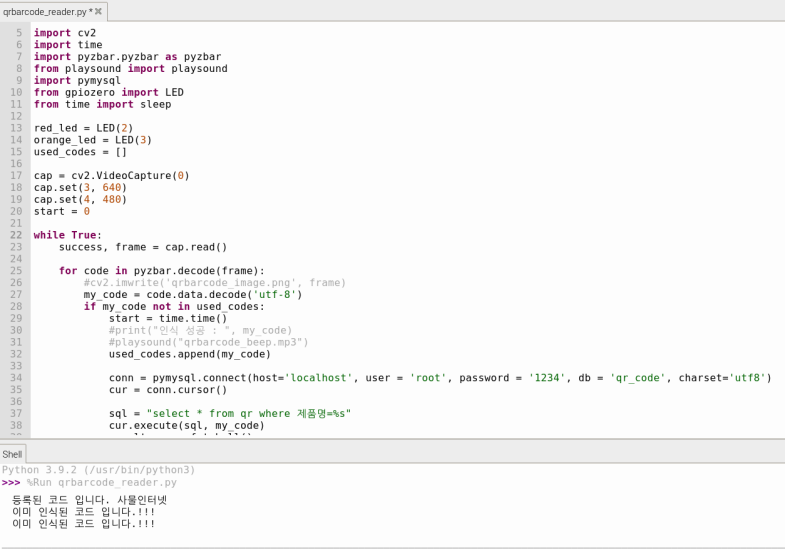 qrbarcode_reader.py * ✕
5 import cv2
6 import time
7 import pyzbar.pyzbar as pyzbar
8 from playsound import playsound
9 import pymysql
10 from gpiozero import LED
11 from time import sleep
12
13 red_led = LED(2)
14 orange_led = LED(3)
15 used_codes = []
16
17 cap = cv2.VideoCapture(0)
18 cap.set(3, 640)
19 cap.set(4, 480)
20 start = 0
21
22 while True:
23     success, frame = cap.read()
24
25     for code in pyzbar.decode(frame):
26         #cv2.imwrite('qrbarcode_image.png', frame)
27         my_code = code.data.decode('utf-8')
28         if my_code not in used_codes:
29             start = time.time()
30             #print("인식 성공 : ", my_code)
31             #playsound("qrbarcode_beep.mp3")
32             used_codes.append(my_code)
33
34             conn = pymysql.connect(host='localhost', user = 'root', password = '1234', db = 'qr_code', charset='utf8')
35             cur = conn.cursor()
36
37             sql = "select * from qr where 제품명=%s"
38             cur.execute(sql, my_code)
Shell
Python 3.9.2 (/usr/bin/python3)
>>> %Run qrbarcode_reader.py
등록된 코드 입니다. 사물인터넷
이미 인식된 코드 입니다.!!!
이미 인식된 코드 입니다.!!!